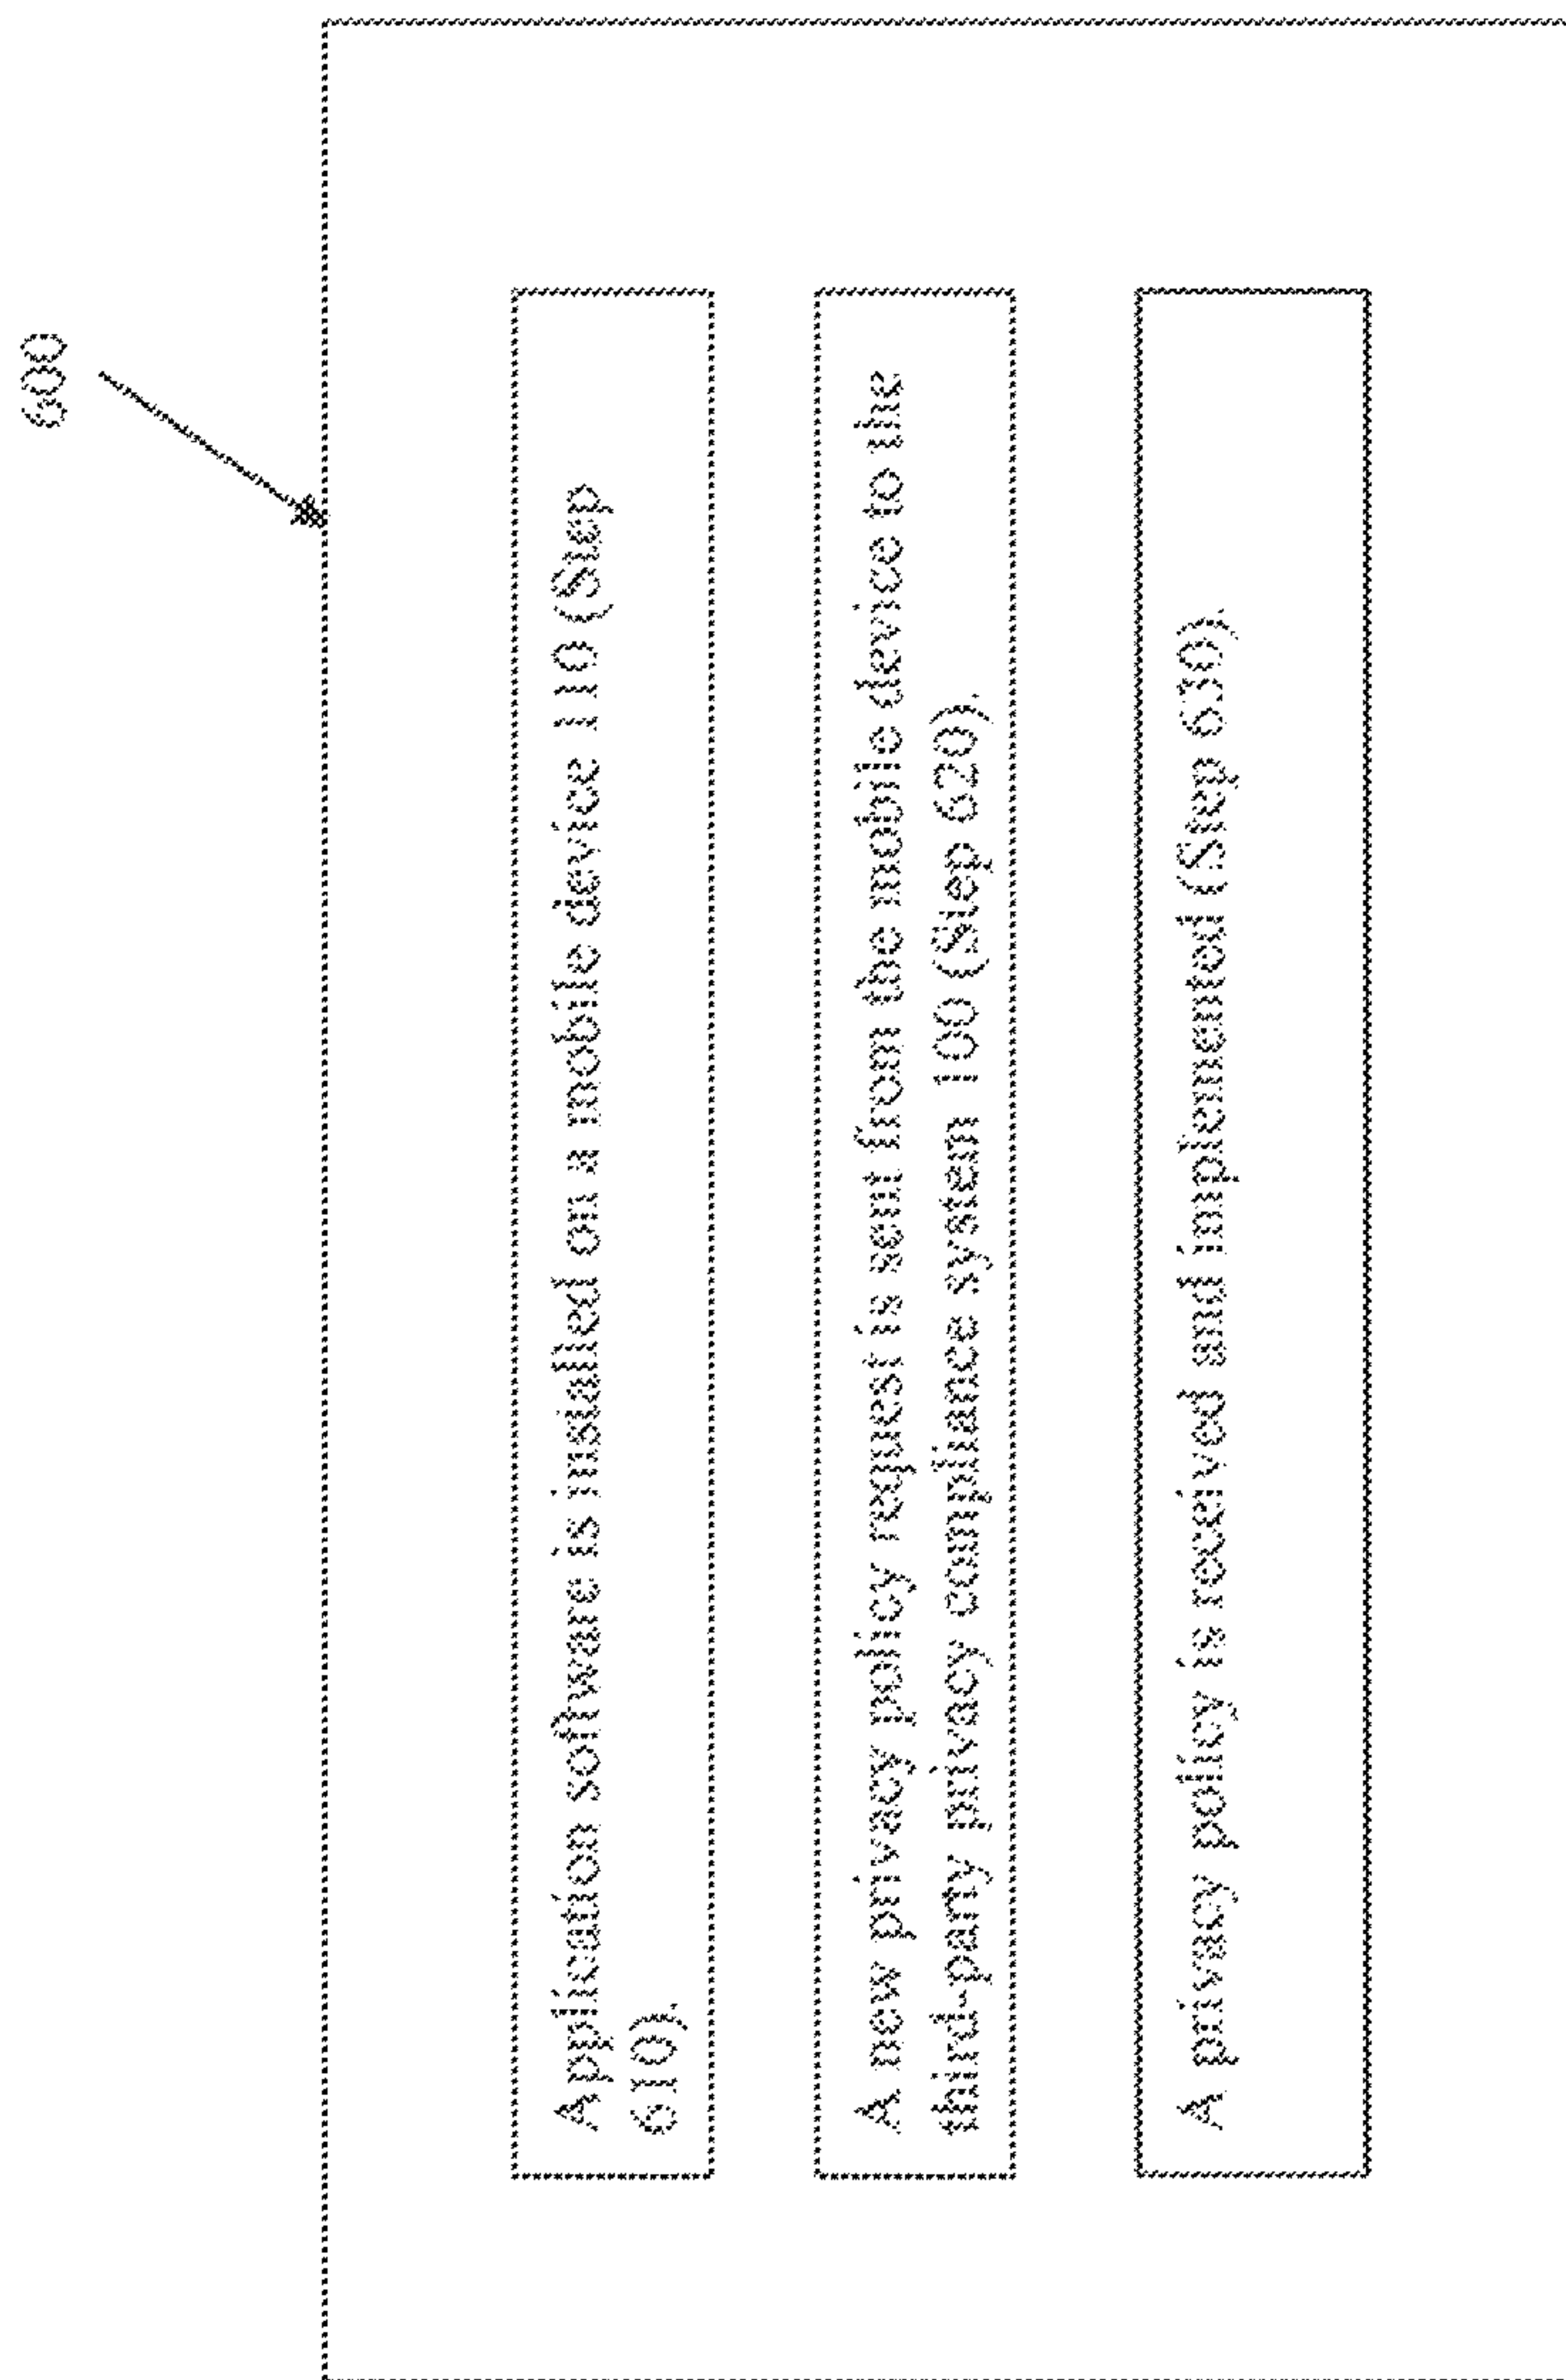 600
Application software is installed on a mobile device 110 (Step
610).
A new privacy policy request is sent from the mobile device to the
third-party privacy compliance system 100 (Step 620).
A privacy policy is received and implemented (Step 630).